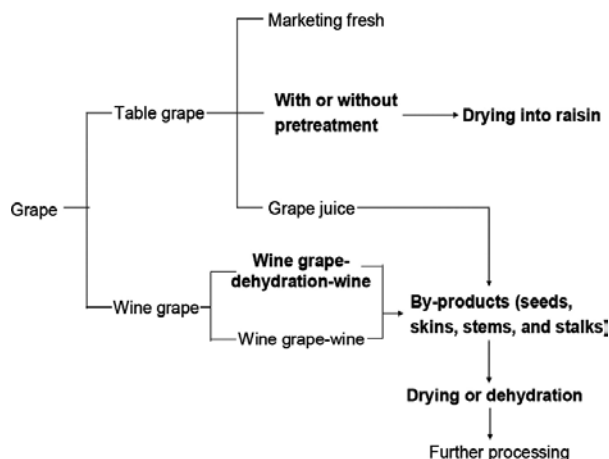 Marketing fresh
With or without
pretreatment
Drying into raisin
Table grape
Grape
Grape juice
Wine grape-
dehydration-wine
Wine grape
Wine grape-wine
By-products (seeds,
skins, stems, and stalks)
Drying or dehydration
Further processing